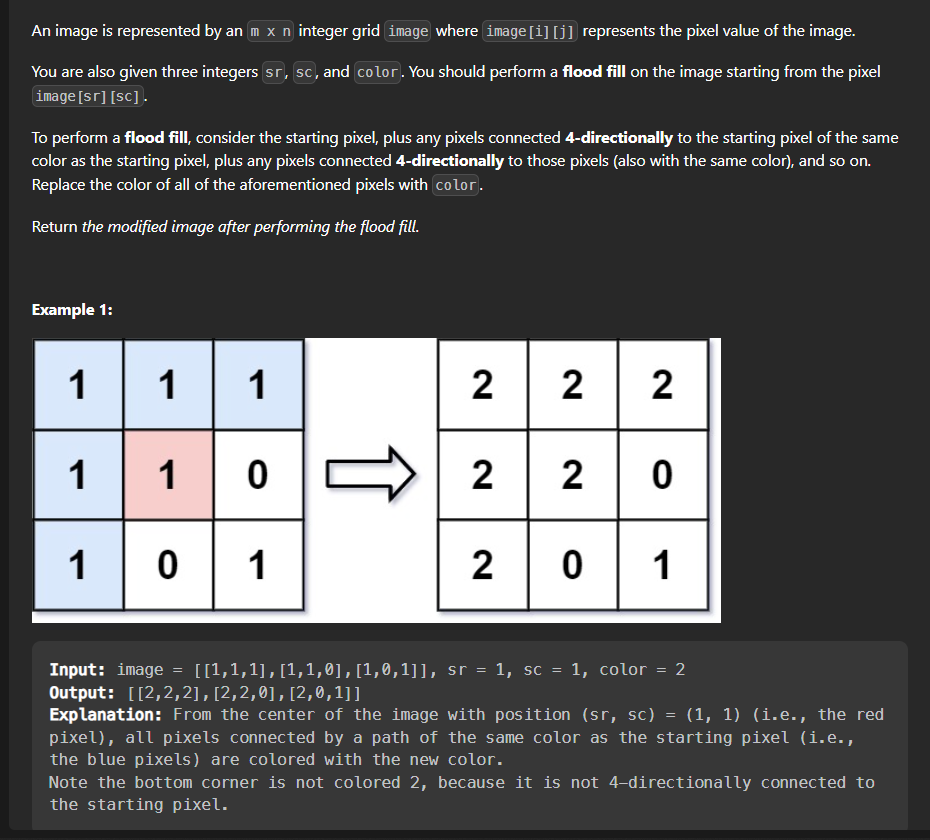 An image is represented by an m x n integer grid image where image[i][j] represents the pixel value of the image.
You are also given three integers sr, sc, and color. You should perform a flood fill on the image starting from the pixel
image[sr][sc].
To perform a flood fill, consider the starting pixel, plus any pixels connected 4-directionally to the starting pixel of the same
color as the starting pixel, plus any pixels connected 4-directionally to those pixels (also with the same color), and so on.
Replace the color of all of the aforementioned pixels with color.
Return the modified image after performing the flood fill.
Example 1:
1 1 1 2 2 2
1 1 0 2 2 0
1 0 1 2 0 1
Input: image = [[1,1,1],[1,1,0],[1,0,1]], sr = 1, sc = 1, color = 2
Output: [[2,2,2],[2,2,0],[2,0,1]]
Explanation: From the center of the image with position (sr, sc) = (1, 1) (i.e., the red
pixel), all pixels connected by a path of the same color as the starting pixel (i.e.,
the blue pixels) are colored with the new color.
Note the bottom corner is not colored 2, because it is not 4-directionally connected to
the starting pixel.